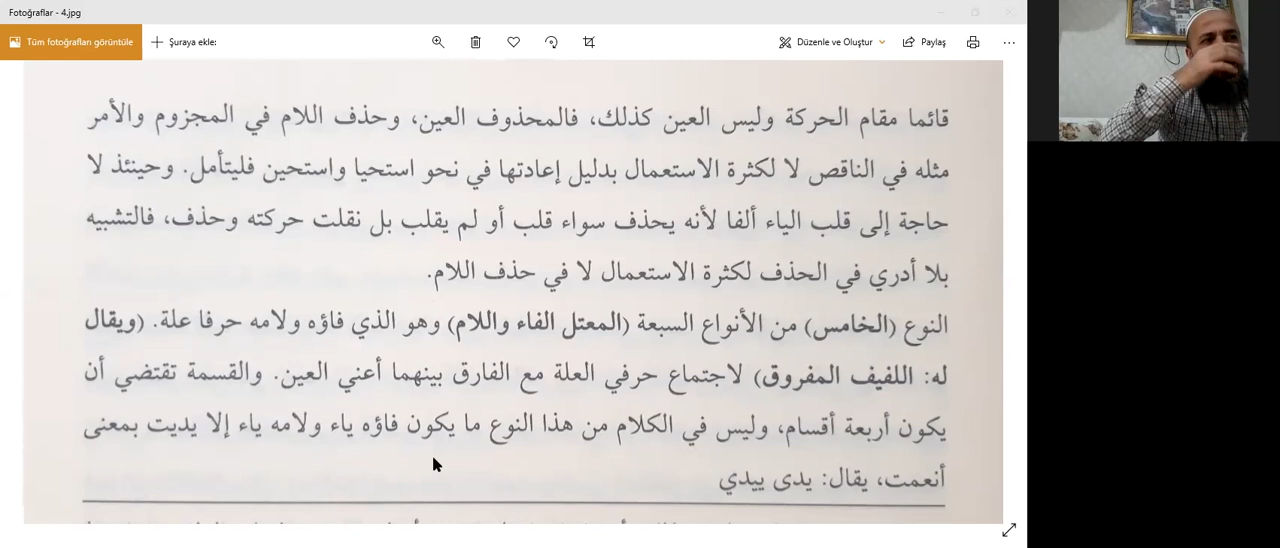 Fotoğraflar - 4.jpg
Tüm fotoğrafları görüntüle
Şuraya ekle:
Düzenle ve Oluştur
Paylaş
قائما مقام الحركة وليس العين كذلك، فالمحذوف العين، وحذف اللام في المجزوم والأمر
مثله في الناقص لا لكثرة الاستعمال بدليل إعادتها في نحو استحيا واستحين فليتأمل. وحينئذ لا
حاجة إلى قلب الياء ألفا لأنه يحذف سواء قلب أو لم يقلب بل نقلت حركته وحذف، فالتشبيه
بلا أدري في الحذف لكثرة الاستعمال لا في حذف اللام.
النوع (الخامس) من الأنواع السبعة (المعتل الفاء واللام) وهو الذي فاؤه ولامه حرفا علة. (ويقال
له: اللفيف المفروق) لاجتماع حرفي العلة مع الفارق بينهما أعني العين. والقسمة تقتضي أن
يكون أربعة أقسام، وليس في الكلام من هذا النوع ما يكون فاؤه ياء ولامه ياء إلا يديت بمعنى
أنعمت، يقال: يدى ييدي